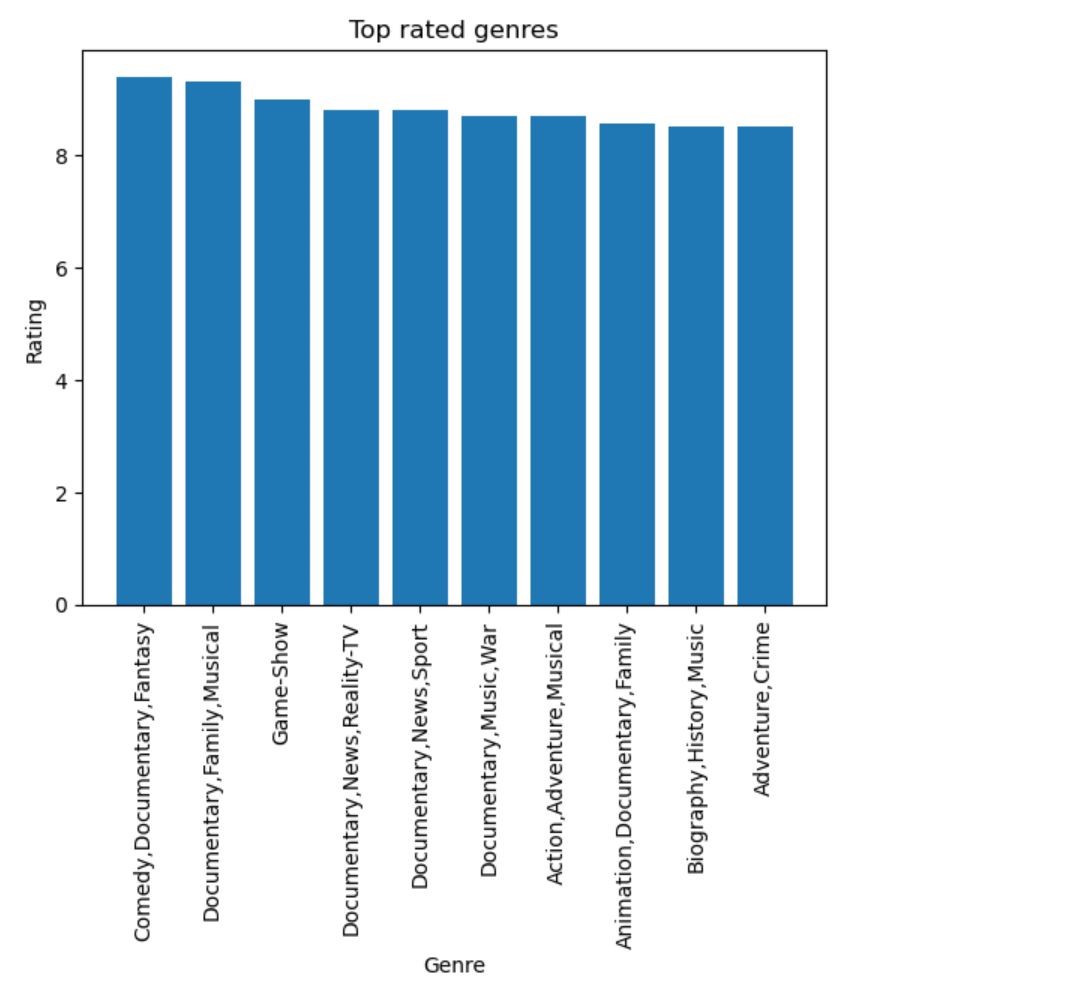 Top rated genres
Rating
8
6
4
2
0
Comedy,Documentary,Fantasy
Documentary,Family,Musical
Game-Show
Documentary,News,Reality-TV
Documentary,News,Sport
Documentary,Music,War
Action,Adventure,Musical
Animation,Documentary,Family
Biography,History,Music
Adventure,Crime
Genre